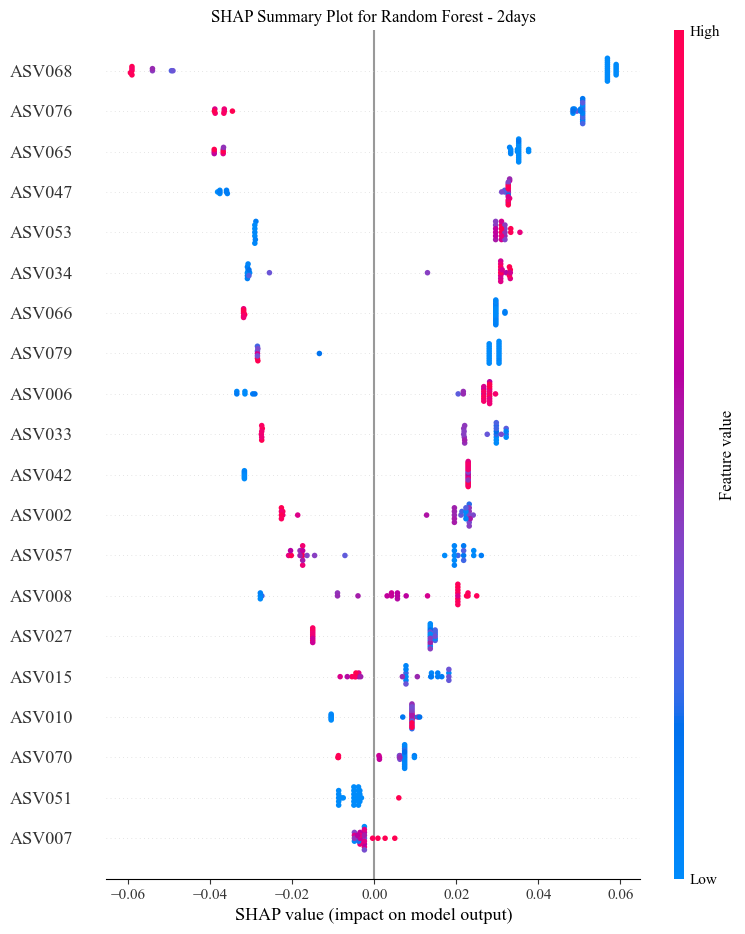 SHAP Summary Plot for Random Forest - 2days
High
ASV068
ASV076
ASV065
ASV047
ASV053
ASV034
ASV066
ASV079
ASV006
ASV033
ASV042
ASV002
ASV057
ASV008
ASV027
ASV015
ASV010
ASV070
ASV051
ASV007
Feature value
Low
−0.06 −0.04 −0.02 0.00 0.02 0.04 0.06
SHAP value (impact on model output)